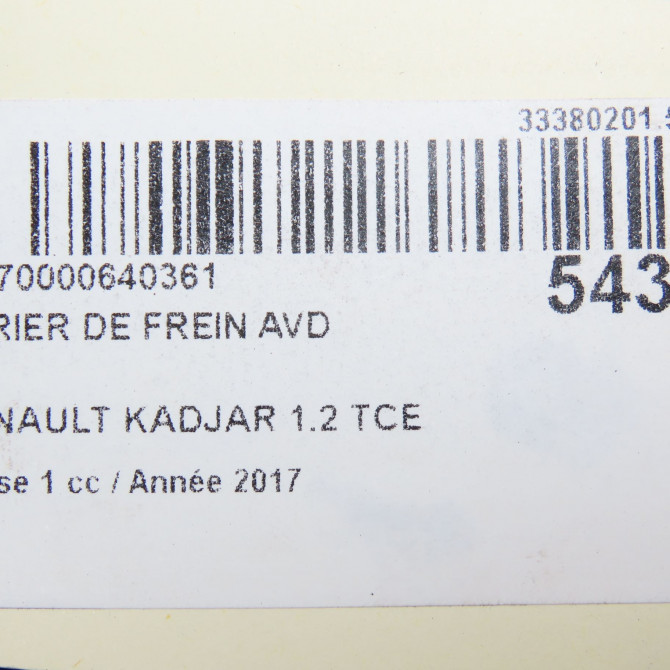 33380201.5
70000640361
543
RIER DE FREIN AVD
NAULT KADJAR 1.2 TCE
se 1 cc / Année 2017